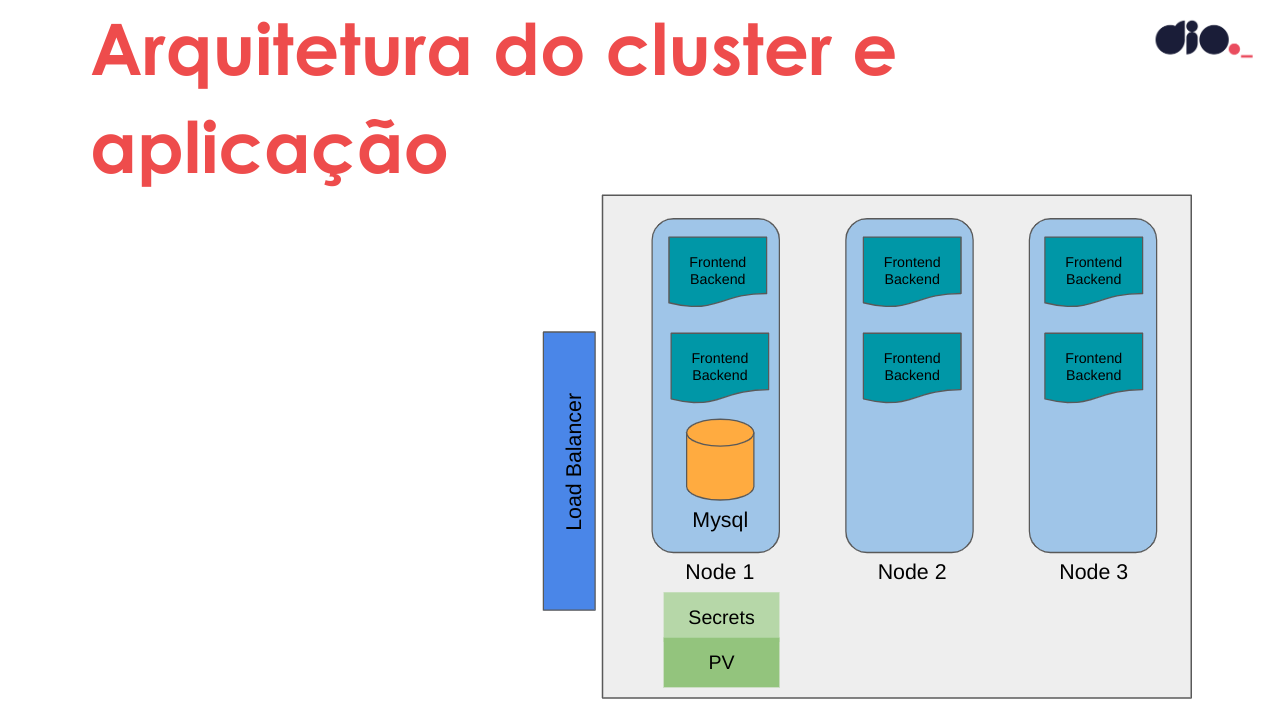 Arquitetura do cluster e
aplicação
dio._
Frontend
Backend
Frontend
Backend
Frontend
Backend
Frontend
Backend
Frontend
Backend
Frontend
Backend
Load Balancer
Mysql
Node 1
Node 2
Node 3
Secrets
PV